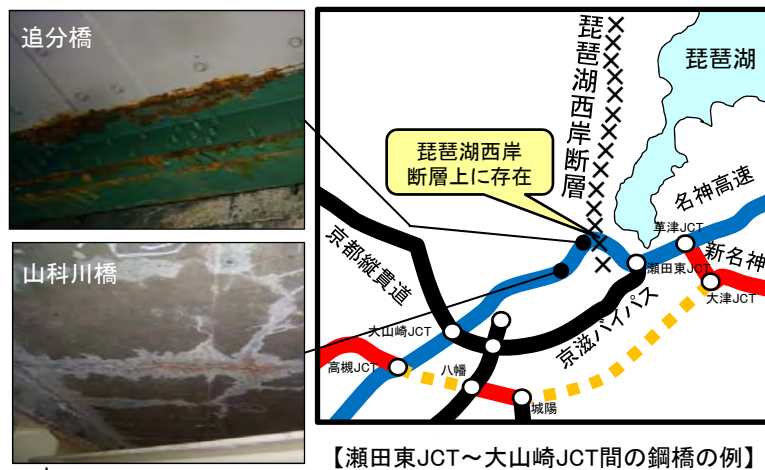 追分橋
山科川橋
琵琶湖西岸断層
琵琶湖
琵琶湖西岸
断層上に存在
名神高速
草津JCT
新名神
瀬田東JCT
大津JCT
京都縦貫道
京滋バイパス
大山崎JCT
高槻JCT
八幡
城陽
【瀬田東JCT~大山崎JCT間の鋼橋の例】